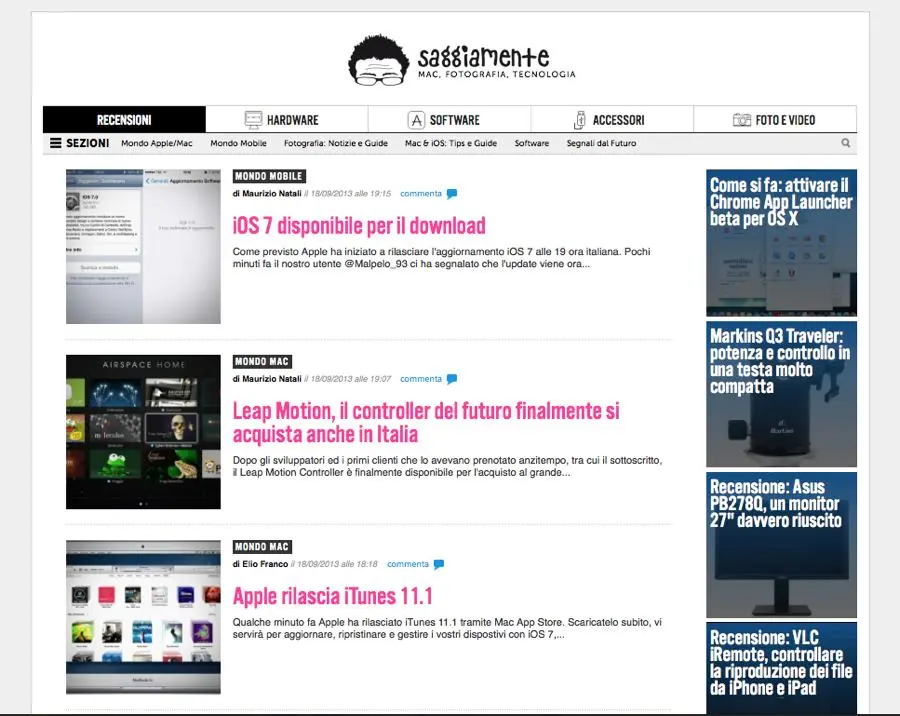 saggiamente
MAC, FOTOGRAFIA, TECNOLOGIA
RECENSIONI
HARDWARE
SOFTWARE
ACCESSORI
FOTO E VIDEO
SEZIONI
Mondo Apple/Mac
Mondo Mobile
Fotografia: Notizie e Guide
Mac & iOS: Tips e Guide
Software
Segnali dal Futuro
MONDO MOBILE
di Maurizio Natali // 18/09/2013 alle 19:15 commenta
iOS 7 disponibile per il download
Come previsto Apple ha iniziato a rilasciare l'aggiornamento iOS 7 alle 19 ora italiana. Pochi
minuti fa il nostro utente @Malpelo_93 ci ha segnalato che l'update viene ora...
AIRSPACE HOME
MONDO MAC
di Maurizio Natali // 18/09/2013 alle 19:07 commenta
Leap Motion, il controller del futuro finalmente si
acquista anche in Italia
Dopo gli sviluppatori ed i primi clienti che lo avevano prenotato anzitempo, tra cui il sottoscritto,
il Leap Motion Controller è finalmente disponibile per l'acquisto al grande...
MONDO MAC
di Elio Franco // 18/09/2013 alle 18:18 commenta
Apple rilascia iTunes 11.1
Qualche minuto fa Apple ha rilasciato iTunes 11.1 tramite Mac App Store. Scaricatelo subito, vi
servirà per aggiornare, ripristinare e gestire i vostri dispostivi con iOS 7,...
Come si fa: attivare il
Chrome App Launcher
beta per OS X
Markins Q3 Traveler:
potenza e controllo in
una testa molto
compatta
Markins
Recensione: Asus
PB278Q, un monitor
27" davvero riuscito
Recensione: VLC
iRemote, controllare
la riproduzione dei file
da iPhone e iPad